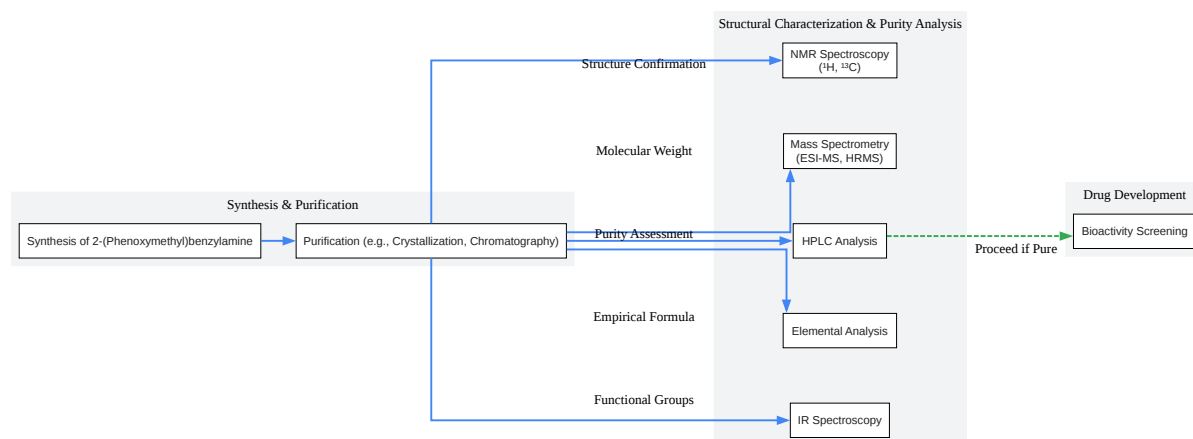 Structural Characterization & Purity Analysis
NMR Spectroscopy
(¹H, ¹³C)
Structure Confirmation
Mass Spectrometry
(ESI-MS, HRMS)
Molecular Weight
Synthesis & Purification
Drug Development
Synthesis of 2-(Phenoxymethyl)benzylamine
Purification (e.g., Crystallization, Chromatography)
Purity Assessment
HPLC Analysis
Proceed if Pure
Bioactivity Screening
Empirical Formula
Elemental Analysis
Functional Groups
IR Spectroscopy